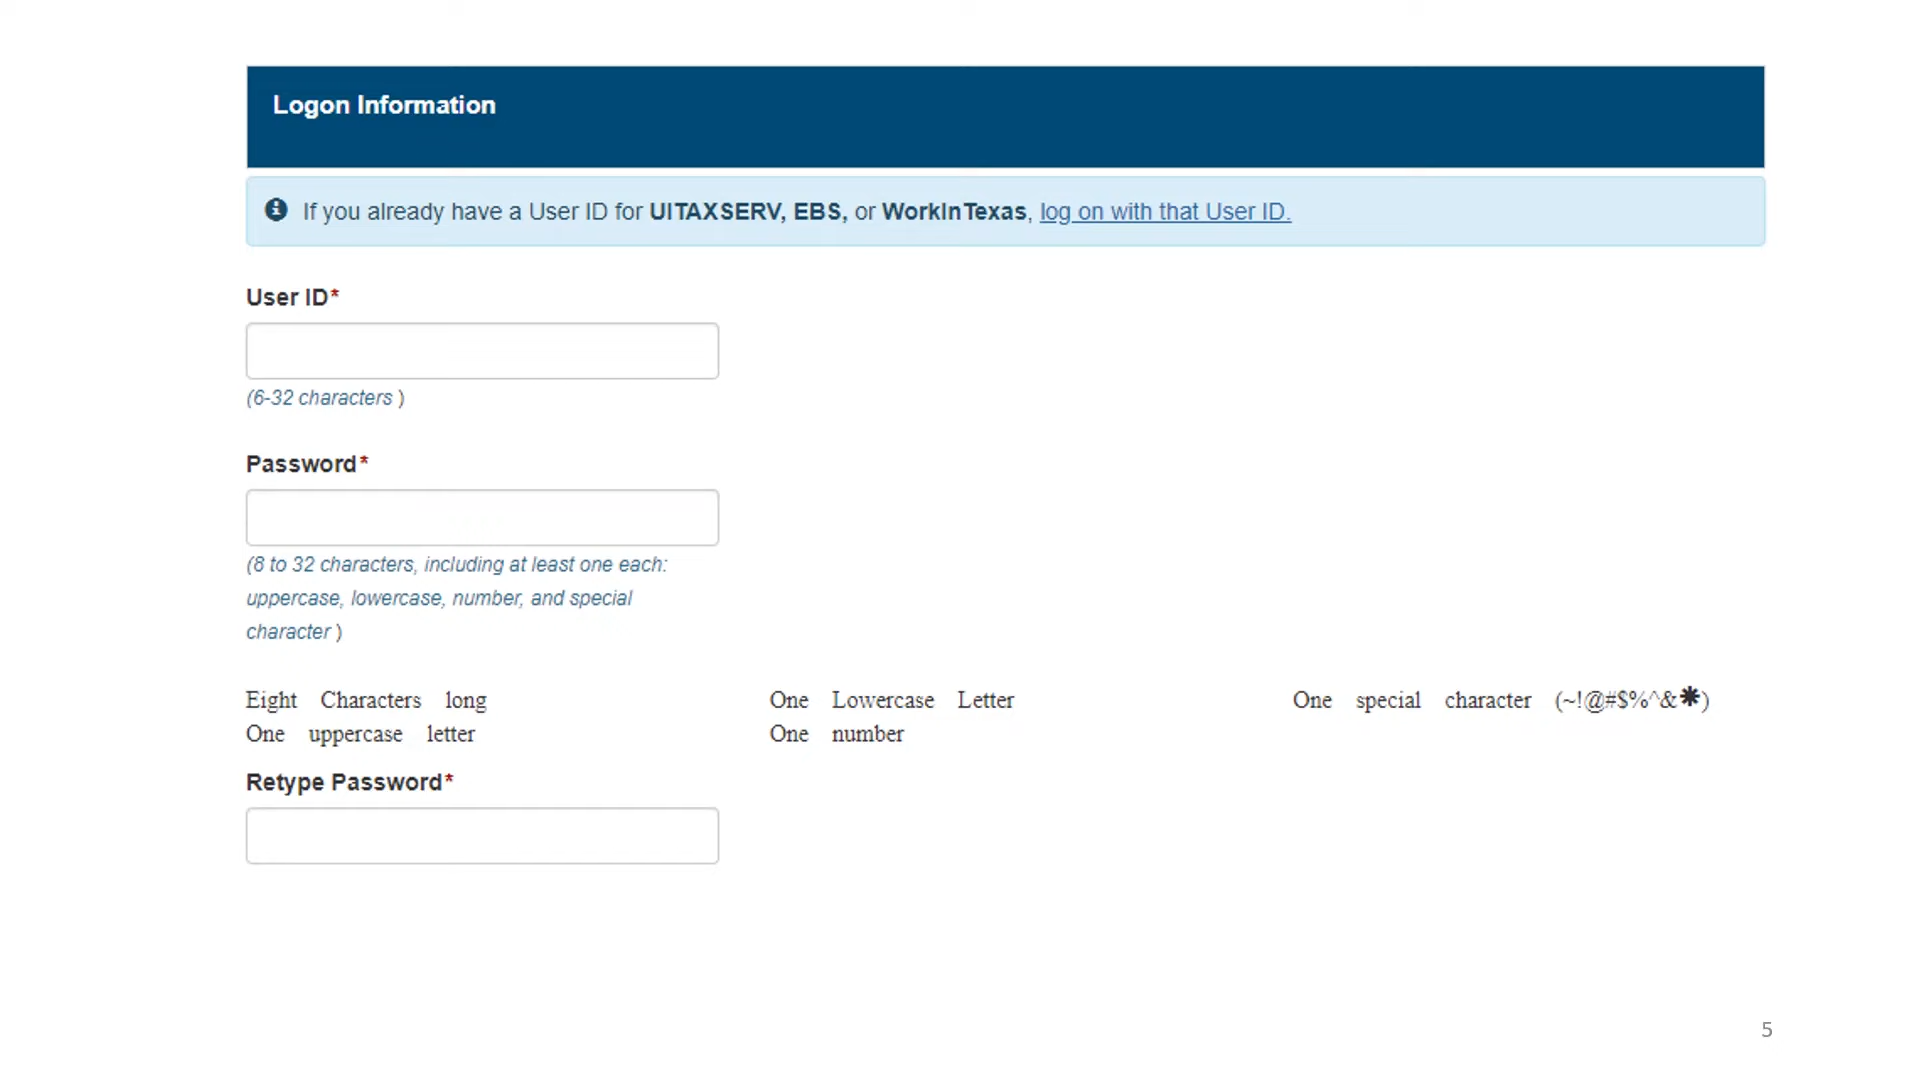 Logon Information
If you already have a User ID for UITAXSERV, EBS, or WorkInTexas, log on with that User ID.
User ID*
(6-32 characters )
Password*
(8 to 32 characters, including at least one each:
uppercase, lowercase, number, and special
character )
Eight Characters long One Lowercase Letter One special character (~!@#$%^&*)
One uppercase letter One number
Retype Password*
5